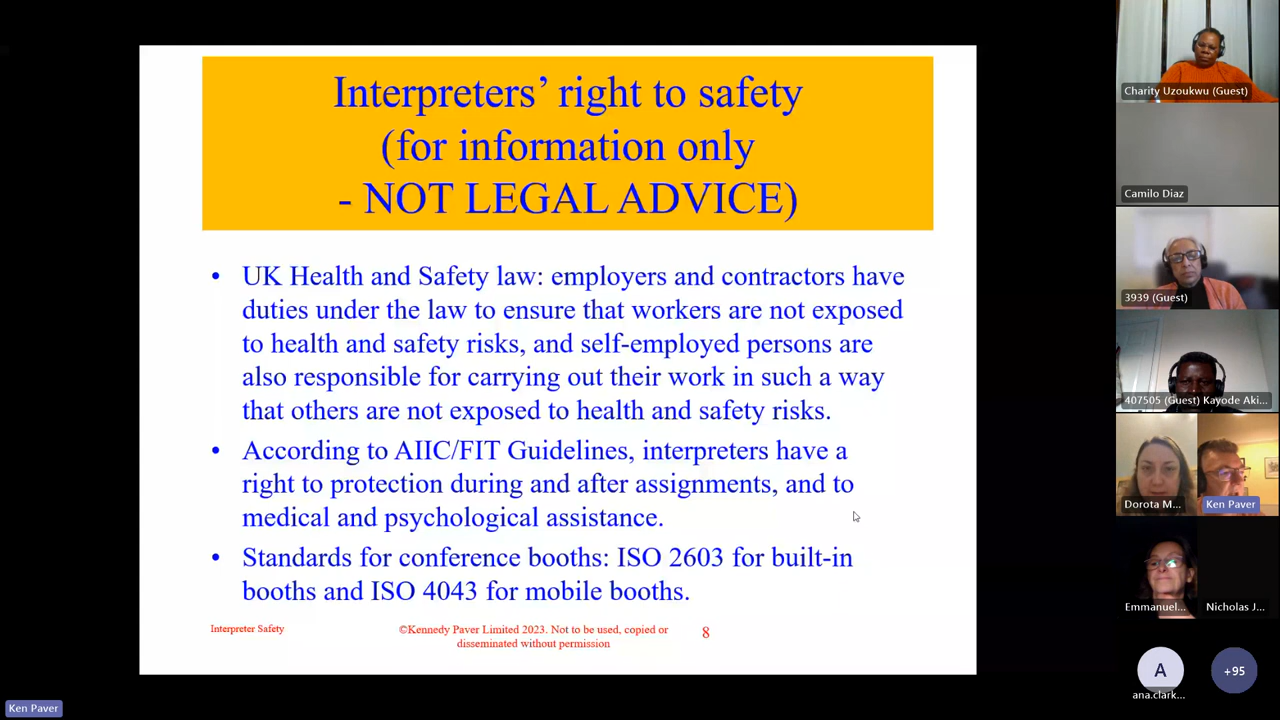 Interpreters’ right to safety
(for information only
- NOT LEGAL ADVICE)
• UK Health and Safety law: employers and contractors have
duties under the law to ensure that workers are not exposed
to health and safety risks, and self-employed persons are
also responsible for carrying out their work in such a way
that others are not exposed to health and safety risks.
• According to AIIC/FIT Guidelines, interpreters have a
right to protection during and after assignments, and to
medical and psychological assistance.
• Standards for conference booths: ISO 2603 for built-in
booths and ISO 4043 for mobile booths.
Interpreter Safety
©Kennedy Paver Limited 2023. Not to be used, copied or
disseminated without permission
8
Ken Paver
Charity Uzoukwu (Guest)
Camilo Diaz
3939 (Guest)
407505 (Guest) Kayode Aki...
Dorota M...
Ken Paver
Emmanuel...
Nicholas J...
A
ana.clark...
+95